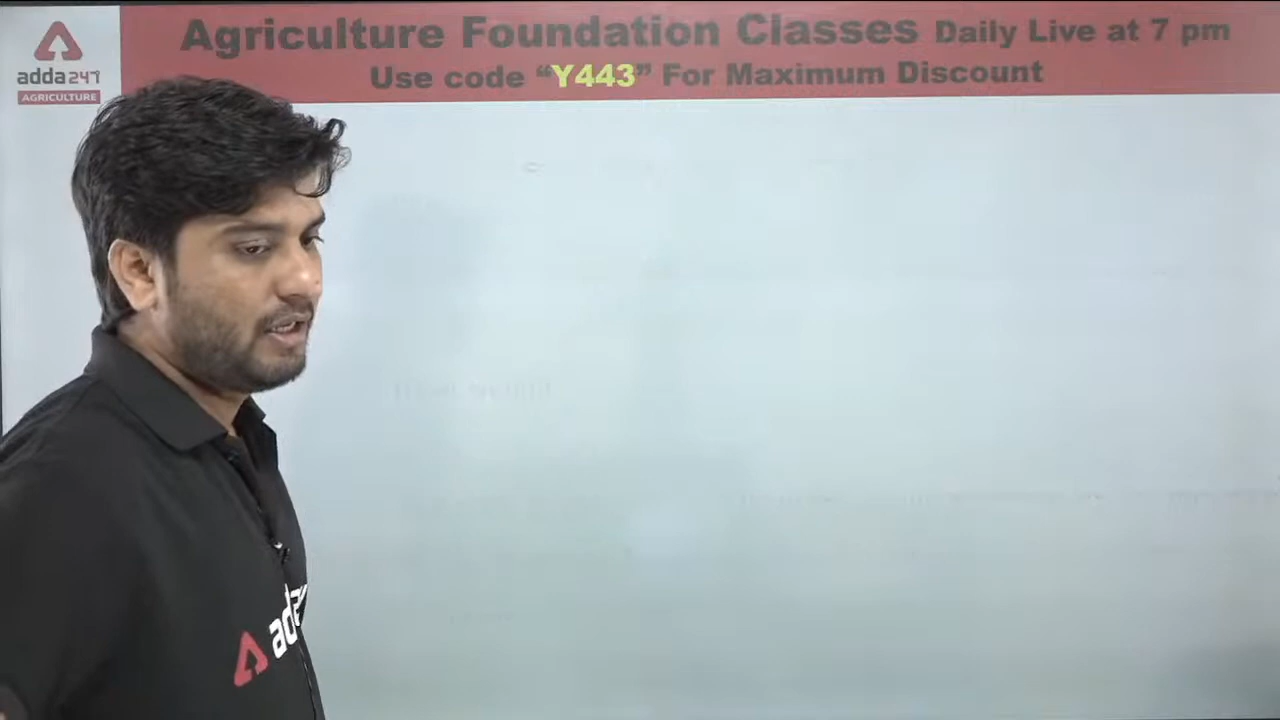 Agriculture Foundation Classes Daily Live at 7 pm
Use code “Y443” For Maximum Discount
adda247
AGRICULTURE
adda